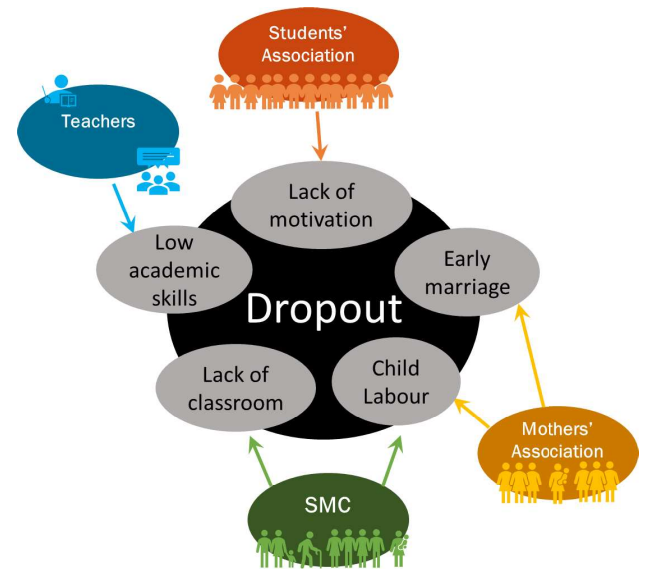 Students'
Association
Teachers
Lack of
motivation
Low
academic
skills
Early
marriage
Dropout
Lack of
classroom
Child
Labour
Mothers'
Association
SMC